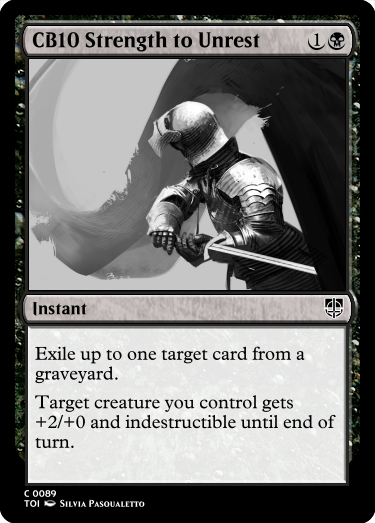 CB10 Strength to Unrest 1
Instant
Exile up to one target card from a
graveyard.
Target creature you control gets
+2/+0 and indestructible until end of
turn.
C 0089
TOI Silvia Pasqualetto